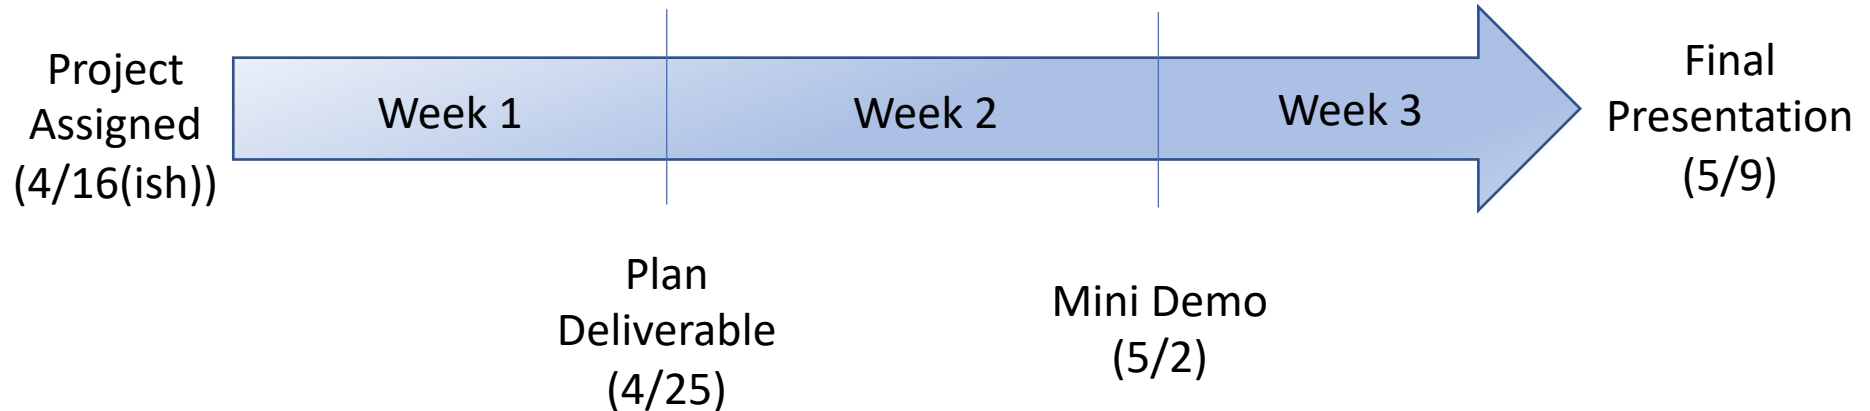 Project
Assigned
(4/16(ish))
Week 1
Week 2
Week 3
Final
Presentation
(5/9)
Plan
Deliverable
(4/25)
Mini Demo
(5/2)